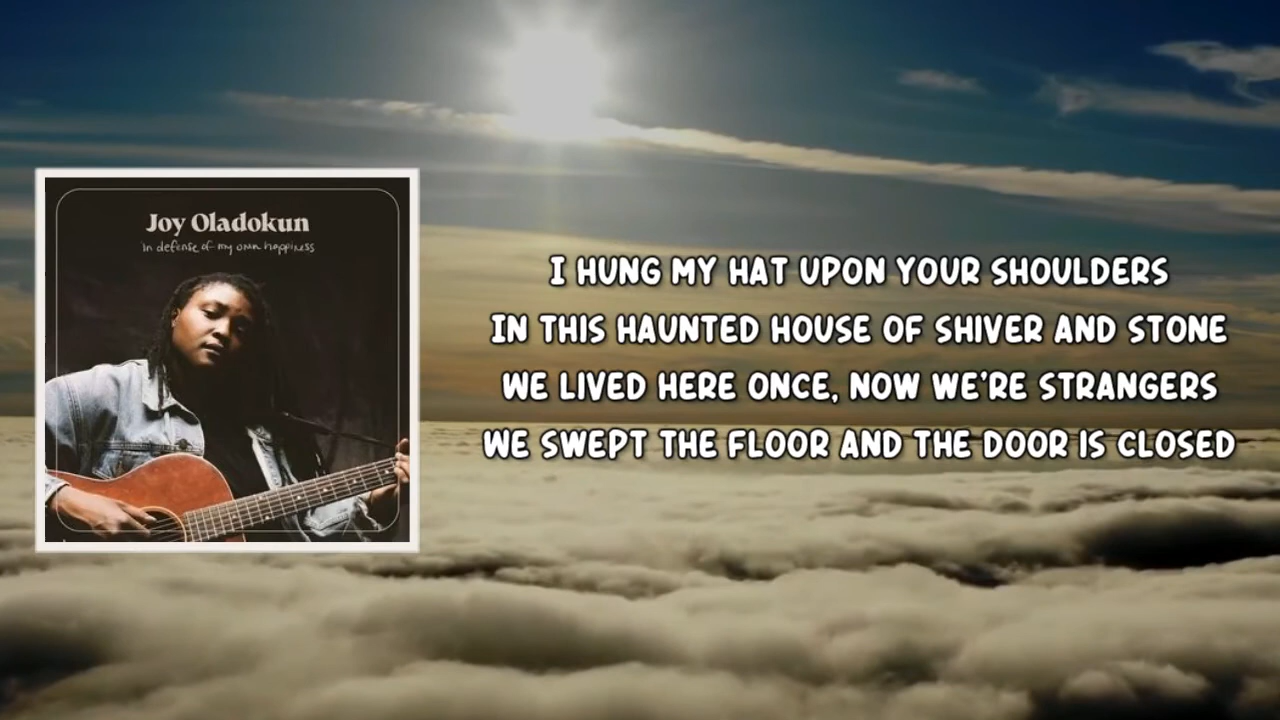 Joy Oladokun
in defense of my own happiness
I HUNG MY HAT UPON YOUR SHOULDERS
IN THIS HAUNTED HOUSE OF SHIVER AND STONE
WE LIVED HERE ONCE, NOW WE'RE STRANGERS
WE SWEPT THE FLOOR AND THE DOOR IS CLOSED